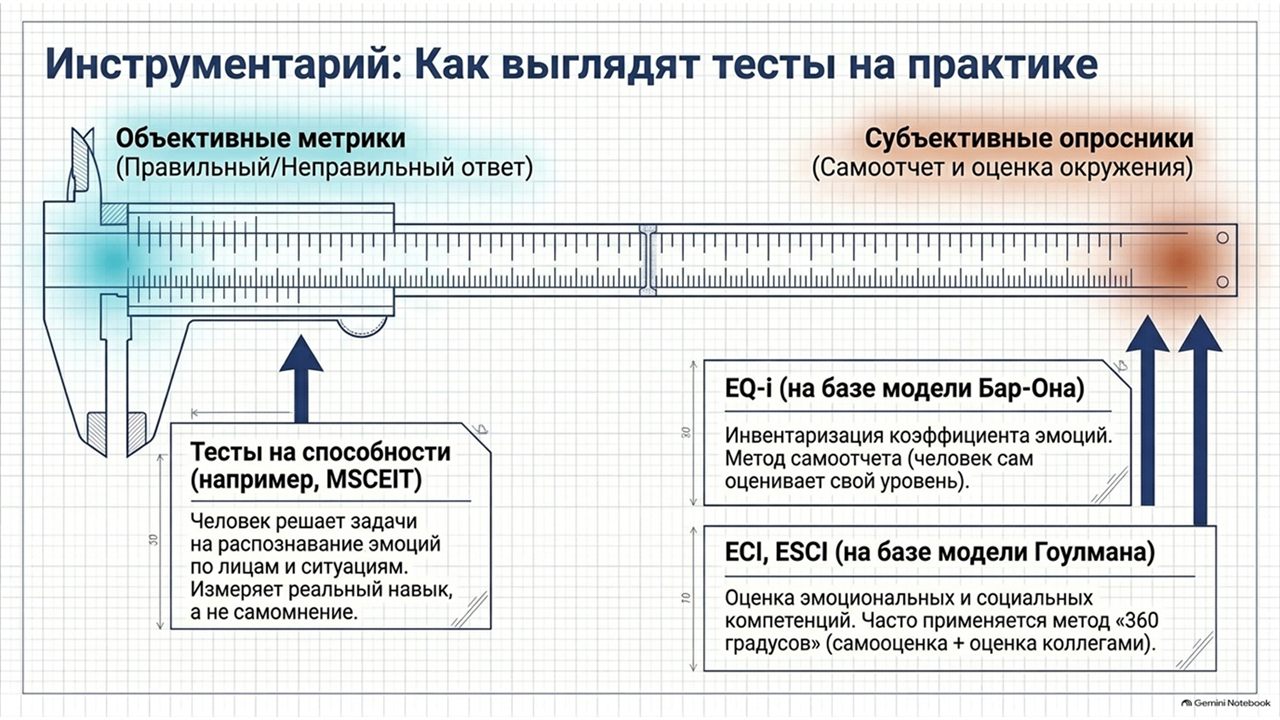 Инструментарий: Как выглядят тесты на практике
Объективные метрики
(Правильный/Неправильный ответ)
Субъективные опросники
(Самоотчет и оценка окружения)
Тесты на способности
(например, MSCEIT)
Человек решает задачи
на распознавание эмоций
по лицам и ситуациям.
Измеряет реальный навык,
а не самомнение.
30
EQ-i (на базе модели Бар-Она)
Инвентаризация коэффициента эмоций.
Метод самоотчета (человек сам
оценивает свой уровень).
ECI, ESCI (на базе модели Гоулмана)
Оценка эмоциональных и социальных
компетенций. Часто применяется метод «360
градусов» (самооценка + оценка коллегами).
10
Gemini Notebook